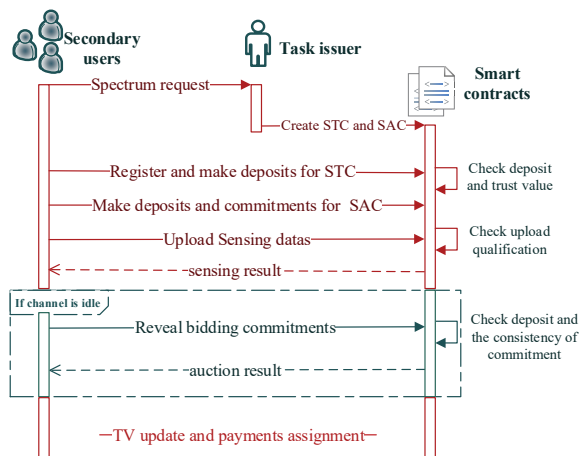 Secondary
users
Task issuer
Smart
contracts
Spectrum request
Create STC and SAC
Register and make deposits for STC
Check deposit
and trust value
Make deposits and commitments for SAC
Upload Sensing datas
Check upload
qualification
sensing result
If channel is idle
Reveal bidding commitments
Check deposit and
the consistency of
commitment
auction result
TV update and payments assignment